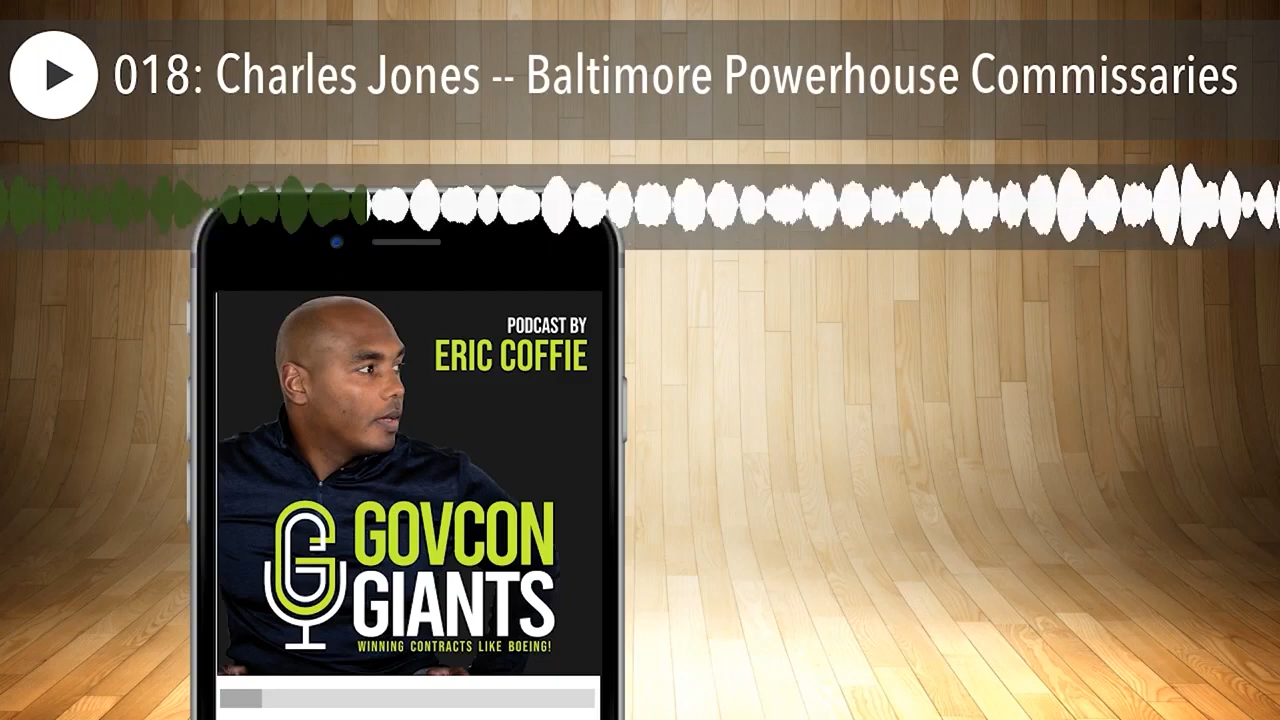 018: Charles Jones -- Baltimore Powerhouse Commissaries
PODCAST BY
ERIC COFFIE
GOVCON
GIANTS
WINNING CONTRACTS LIKE BOEING!